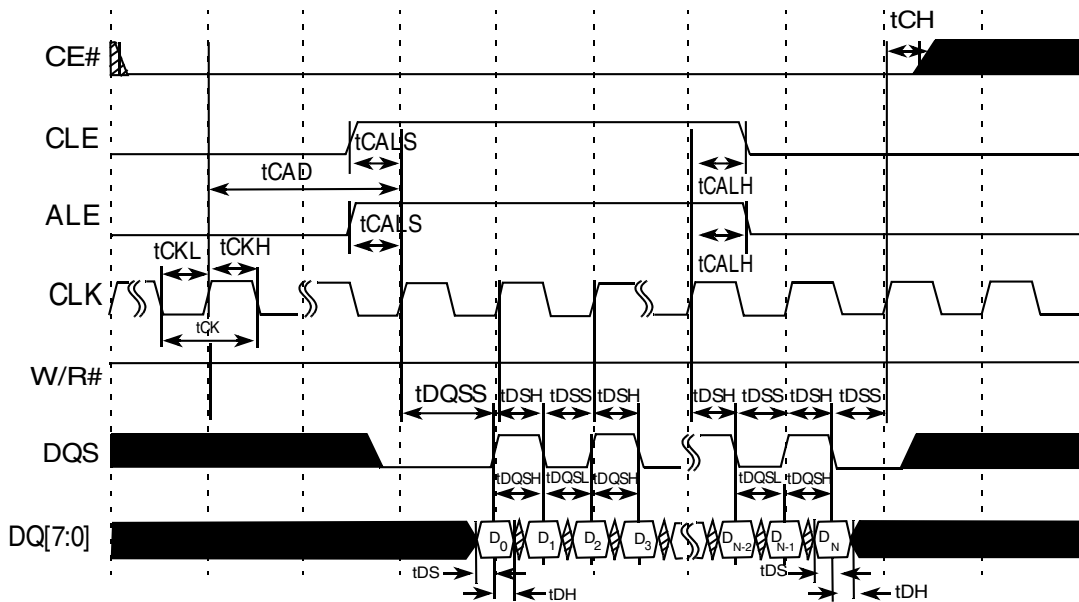 tCH
CE#
CLE
tCALS
tCAD
tCALH
ALE
tCALS
tCKL
tCKH
tCALH
CLK
tCK
W/R#
tDQSS
tDSH
tDSS
tDSH
tDSH
tDSS
tDSH
tDSS
DQS
tDQSH
tDQSL
tDQSH
tDQSL
tDQSH
DQ[7:0]
D0
D1
D2
D3
DN-2
DN-1
DN
tDS
tDH
tDS
tDH